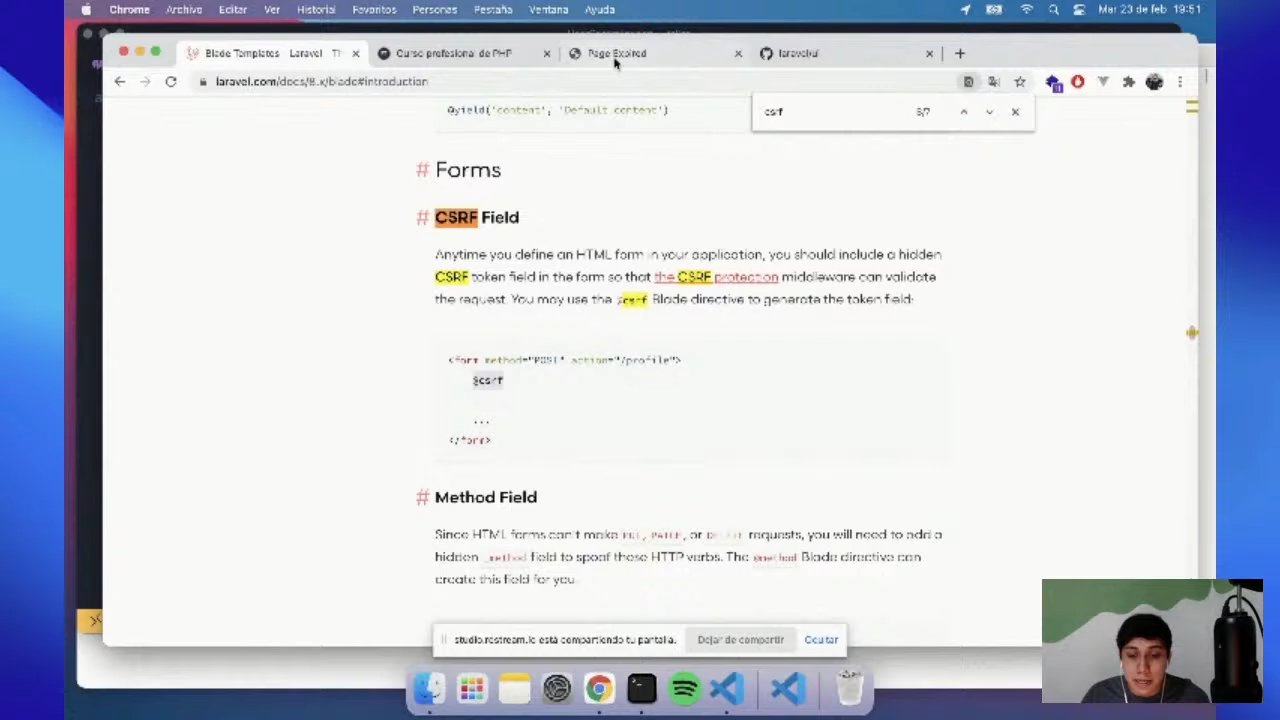 Chrome Archivo Editar Ver Historial Favoritos Personas Pestaña Ventana Ayuda Mar 23 de feb 19:51
Blade Templates Laravel Th Curso profesional de PHP Page Expired laravel/ui
laravel.com/docs/8.x/blade#introduction
@yield('content', 'Default content')
csrf 6/7
# Forms
# CSRF Field
Anytime you define an HTML form in your application, you should include a hidden
CSRF token field in the form so that the CSRF protection middleware can validate
the request. You may use the @csrf Blade directive to generate the token field:
<form method="POST" action="/profile">
@csrf
...
</form>
# Method Field
Since HTML forms can't make PUT, PATCH, or DELETE requests, you will need to add a
hidden _method field to spoof these HTTP verbs. The @method Blade directive can
create this field for you:
studio.restream.io está compartiendo tu pantalla. Dejar de compartir Ocultar